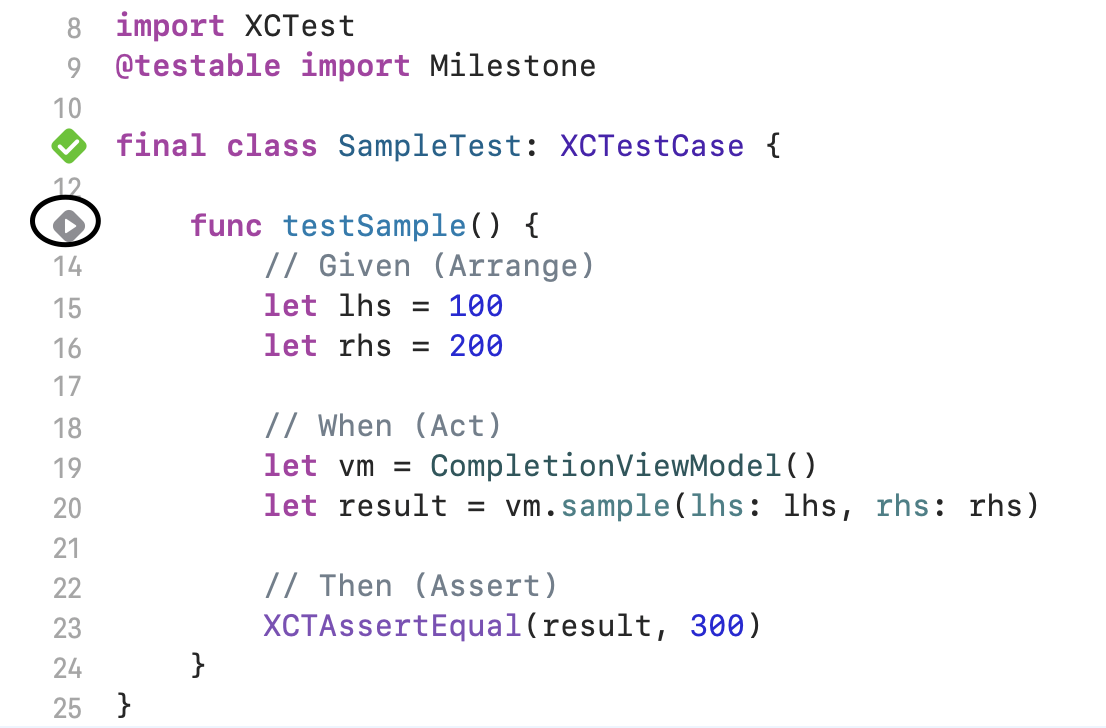 8 import XCTest
9 @testable import Milestone
10
final class SampleTest: XCTestCase {
12
func testSample() {
14 // Given (Arrange)
15 let lhs = 100
16 let rhs = 200
17
18 // When (Act)
19 let vm = CompletionViewModel()
20 let result = vm.sample(lhs: lhs, rhs: rhs)
21
22 // Then (Assert)
23 XCTAssertEqual(result, 300)
24 }
25 }